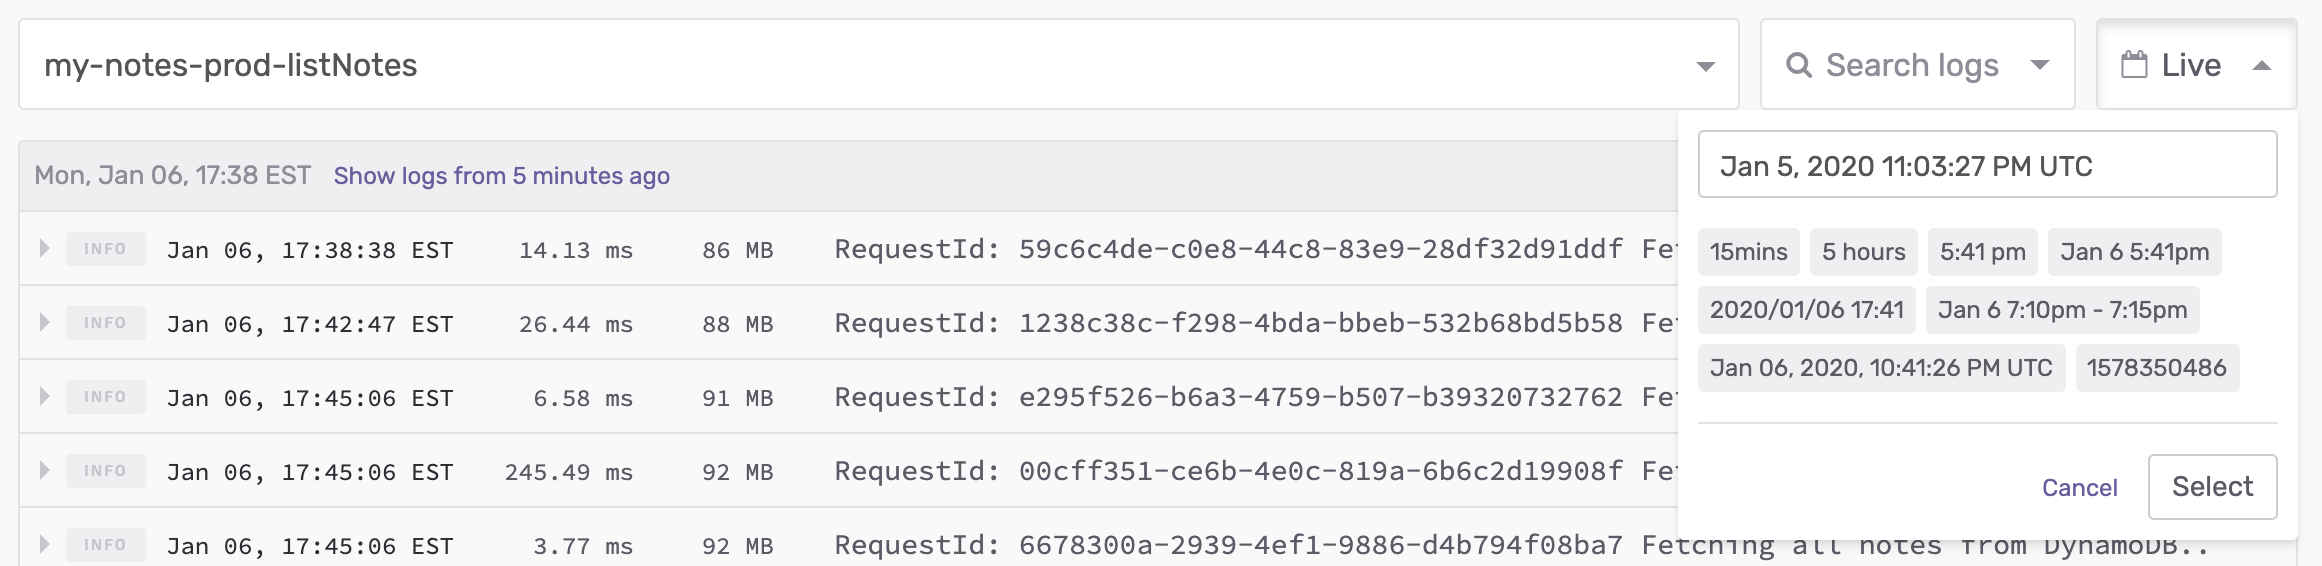 my-notes-prod-listNotes Search logs Live
Jan 5, 2020 11:03:27 PM UTC
Mon, Jan 06, 17:38 EST Show logs from 5 minutes ago
15mins 5 hours 5:41 pm Jan 6 5:41pm
2020/01/06 17:41 Jan 6 7:10pm - 7:15pm
Jan 06, 2020, 10:41:26 PM UTC 1578350486
Cancel Select
INFO Jan 06, 17:38:38 EST 14.13 ms 86 MB RequestId: 59c6c4de-c0e8-44c8-83e9-28df32d91ddf
INFO Jan 06, 17:42:47 EST 26.44 ms 88 MB RequestId: 1238c38c-f298-4bda-bbeb-532b68bd5b58
INFO Jan 06, 17:45:06 EST 6.58 ms 91 MB RequestId: e295f526-b6a3-4759-b507-b39320732762
INFO Jan 06, 17:45:06 EST 245.49 ms 92 MB RequestId: 00cff351-ce6b-4e0c-819a-6b6c2d19908f
INFO Jan 06, 17:45:06 EST 3.77 ms 92 MB RequestId: 6678300a-2939-4ef1-9886-d4b794f08ba7 Fetching all notes from DynamoDB..